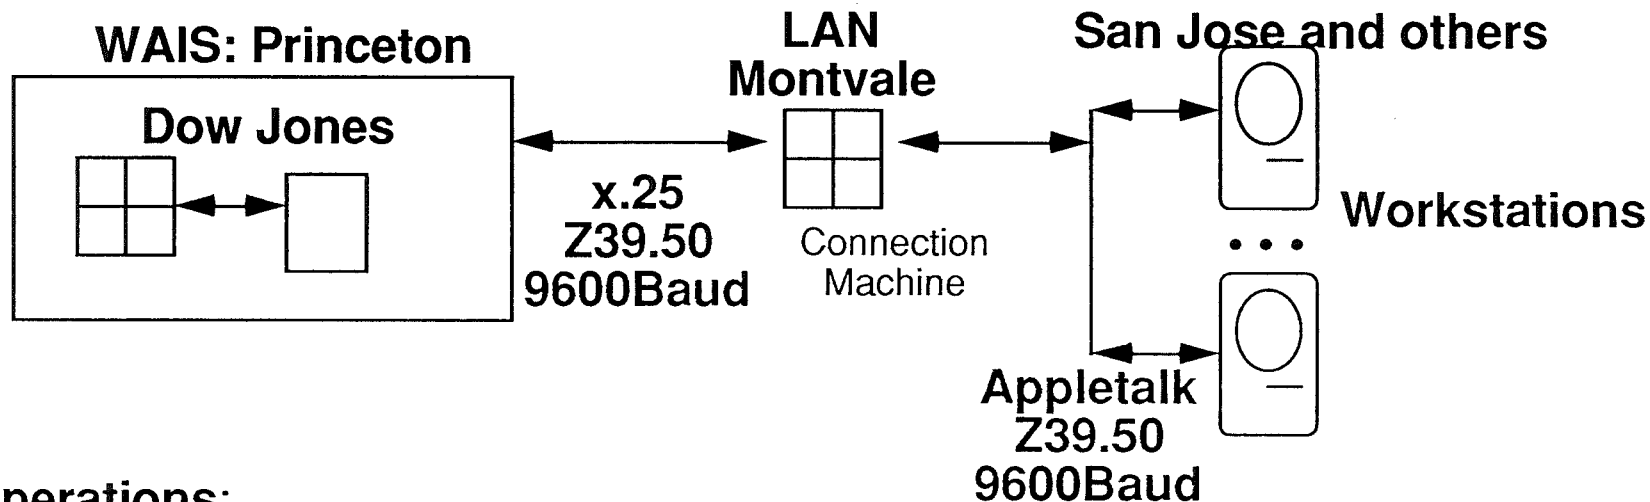 WAIS: Princeton
Dow Jones
x.25
Z39.50
9600Baud
LAN
Montvale
Connection
Machine
San Jose and others
Workstations
Appletalk
Z39.50
9600Baud
perations: